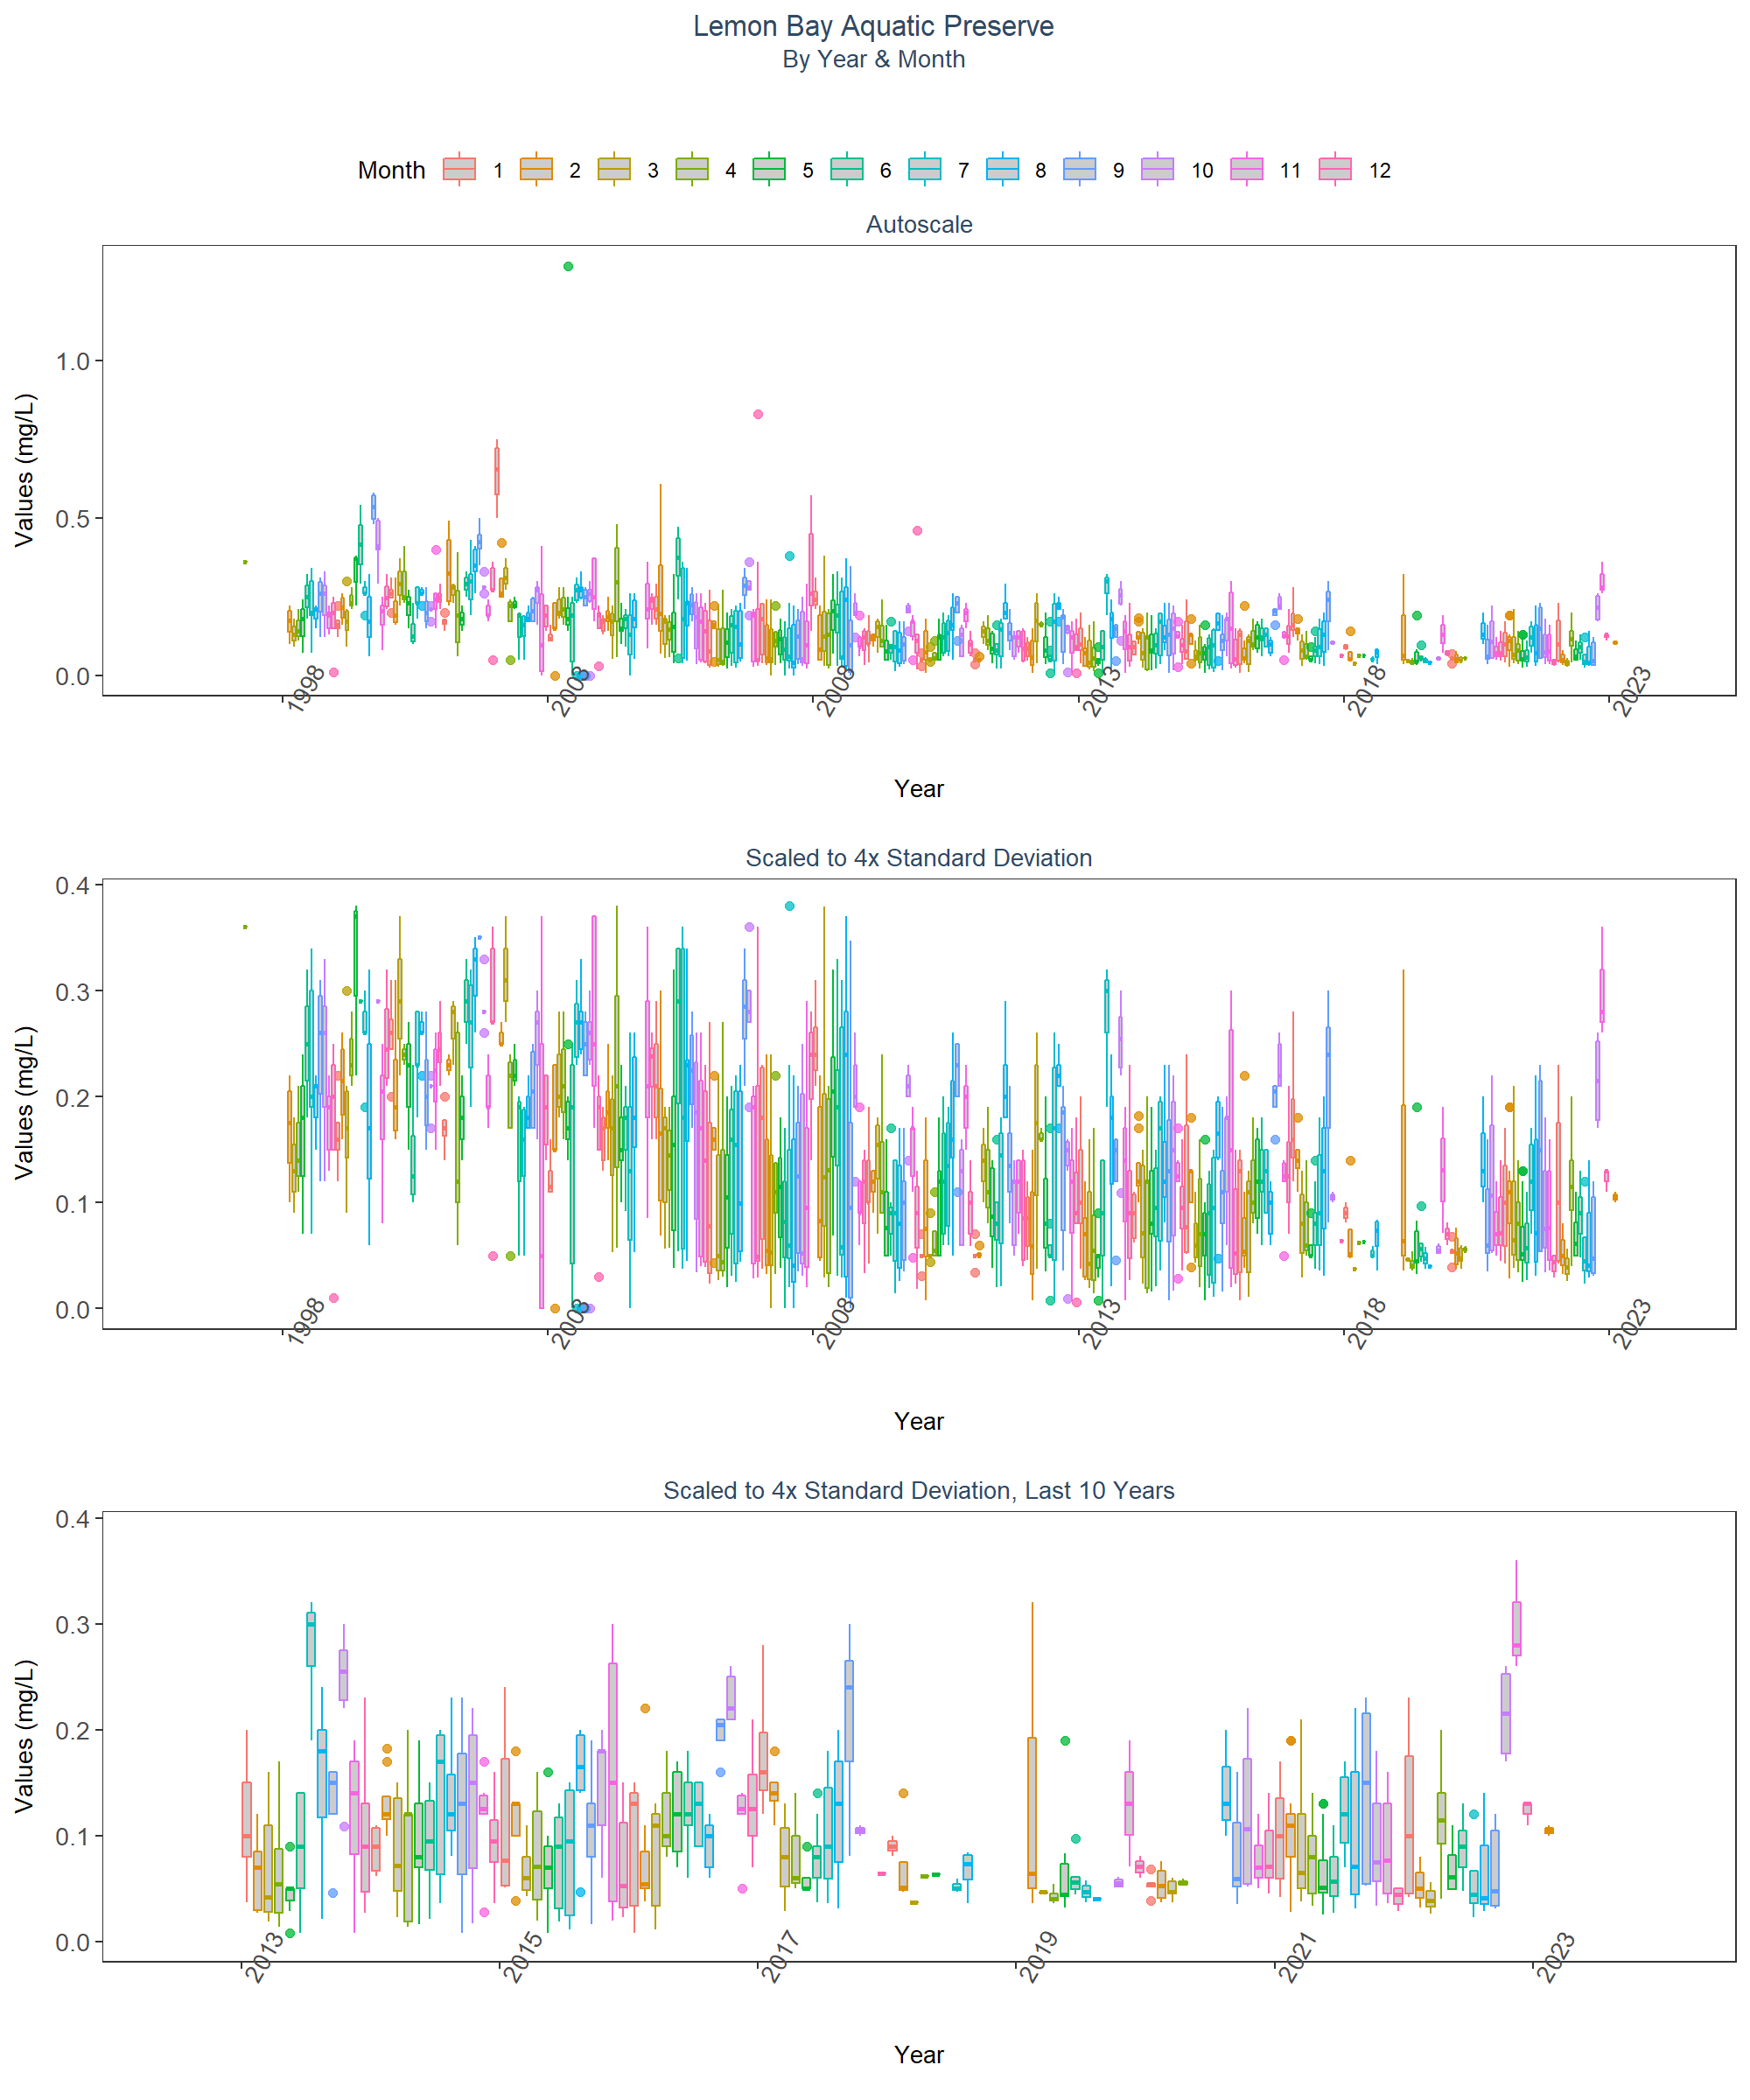 Lemon Bay Aquatic Preserve
By Year & Month
Month 1 2 3 4 5 6 7 8 9 10 11 12
Autoscale
Values (mg/L)
1.0
0.5
0.0
1998 2003 2008 2013 2018 2023
Year
Scaled to 4x Standard Deviation
Values (mg/L)
0.4
0.3
0.2
0.1
0.0
1998 2003 2008 2013 2018 2023
Year
Scaled to 4x Standard Deviation, Last 10 Years
Values (mg/L)
0.4
0.3
0.2
0.1
0.0
2013 2015 2017 2019 2021 2023
Year